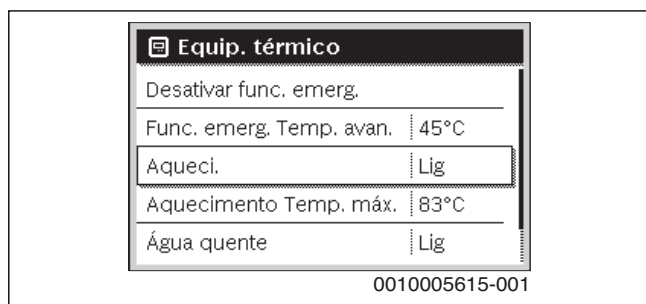 Equip. térmico
Desativar func. emerg.
Func. emerg. Temp. avan. 45°C
Aqueci. Lig
Aquecimento Temp. máx. 83°C
Água quente Lig
0010005615-001